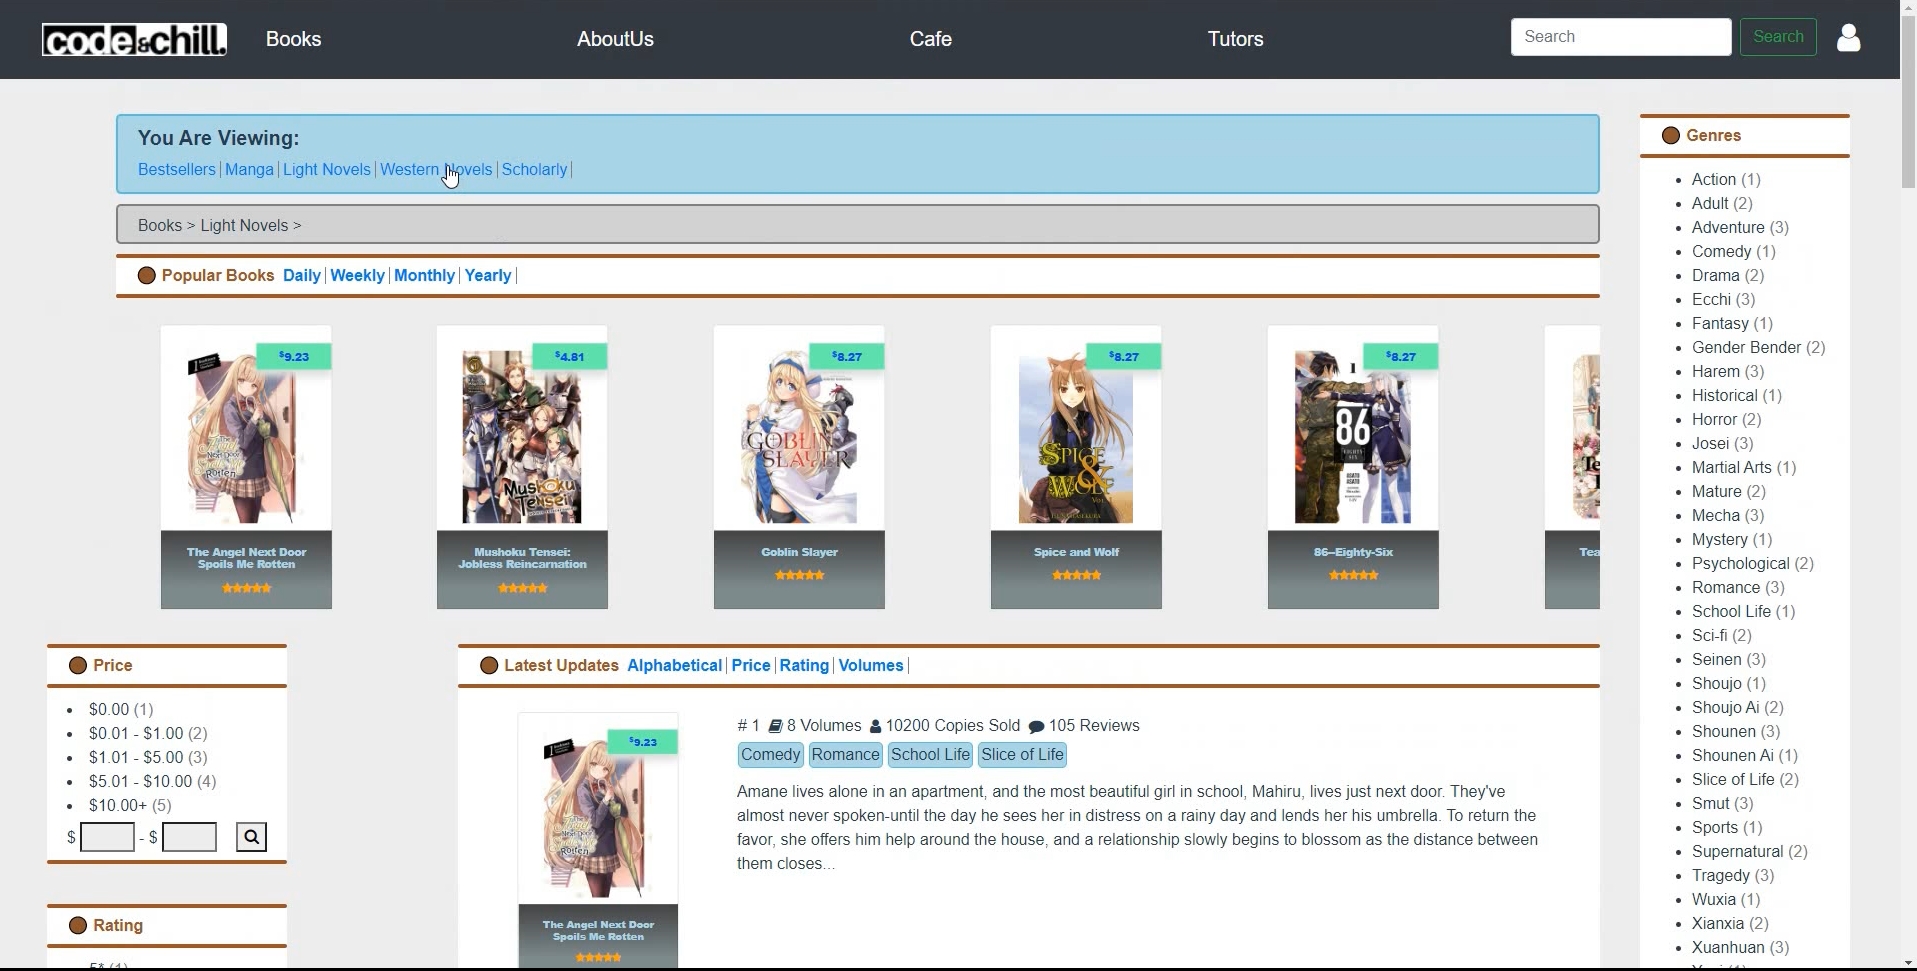 code&chill.
Books
AboutUs
Cafe
Tutors
Search
Search
You Are Viewing:
Bestsellers | Manga | Light Novels | Western Novels | Scholarly |
Books > Light Novels >
Popular Books Daily | Weekly | Monthly | Yearly |
$9.23
The Angel Next Door
Spoils Me Rotten
$4.81
Mushoku
Tensei
Mushoku Tensei:
Jobless Reincarnation
$8.27
GOBLIN
SLAYER
Goblin Slayer
$8.27
SPICE
&
WOLF
Spice and Wolf
$8.27
1
86
EIGHTY
SIX
ASATO
ASATO
86--Eighty-Six
Tea
Genres
Action (1)
Adult (2)
Adventure (3)
Comedy (1)
Drama (2)
Ecchi (3)
Fantasy (1)
Gender Bender (2)
Harem (3)
Historical (1)
Horror (2)
Josei (3)
Martial Arts (1)
Mature (2)
Mecha (3)
Mystery (1)
Psychological (2)
Romance (3)
School Life (1)
Sci-fi (2)
Seinen (3)
Shoujo (1)
Shoujo Ai (2)
Shounen (3)
Shounen Ai (1)
Slice of Life (2)
Smut (3)
Sports (1)
Supernatural (2)
Tragedy (3)
Wuxia (1)
Xianxia (2)
Xuanhuan (3)
Price
$0.00 (1)
$0.01 - $1.00 (2)
$1.01 - $5.00 (3)
$5.01 - $10.00 (4)
$10.00+ (5)
$ - $
Rating
Latest Updates Alphabetical | Price | Rating | Volumes |
$9.23
The Angel Next Door
Spoils Me Rotten
# 1 8 Volumes 10200 Copies Sold 105 Reviews
Comedy Romance School Life Slice of Life
Amane lives alone in an apartment, and the most beautiful girl in school, Mahiru, lives just next door. They've
almost never spoken-until the day he sees her in distress on a rainy day and lends her his umbrella. To return the
favor, she offers him help around the house, and a relationship slowly begins to blossom as the distance between
them closes...